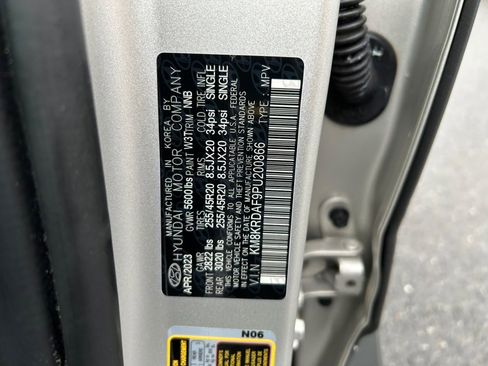 MANUFACTURED IN KOREA BY
HYUNDAI MOTOR COMPANY
APR/2023 GVWR 5600 lbs PAINT W3T TRIM NNB
GAWR TIRES RIMS COLD TIRE INFL
FRONT 2822 lbs 255/45R20 8.5JX20 34psi SINGLE
REAR 3020 lbs 255/45R20 8.5JX20 34psi SINGLE
THIS VEHICLE CONFORMS TO ALL APPLICABLE U.S.A. FEDERAL
MOTOR VEHICLE SAFETY AND THEFT PREVENTION STANDARDS
IN EFFECT ON THE DATE OF MANUFACTURE SHOWN ABOVE
VIN: KM8KRDAF9PU200866 TYPE : MPV
N06